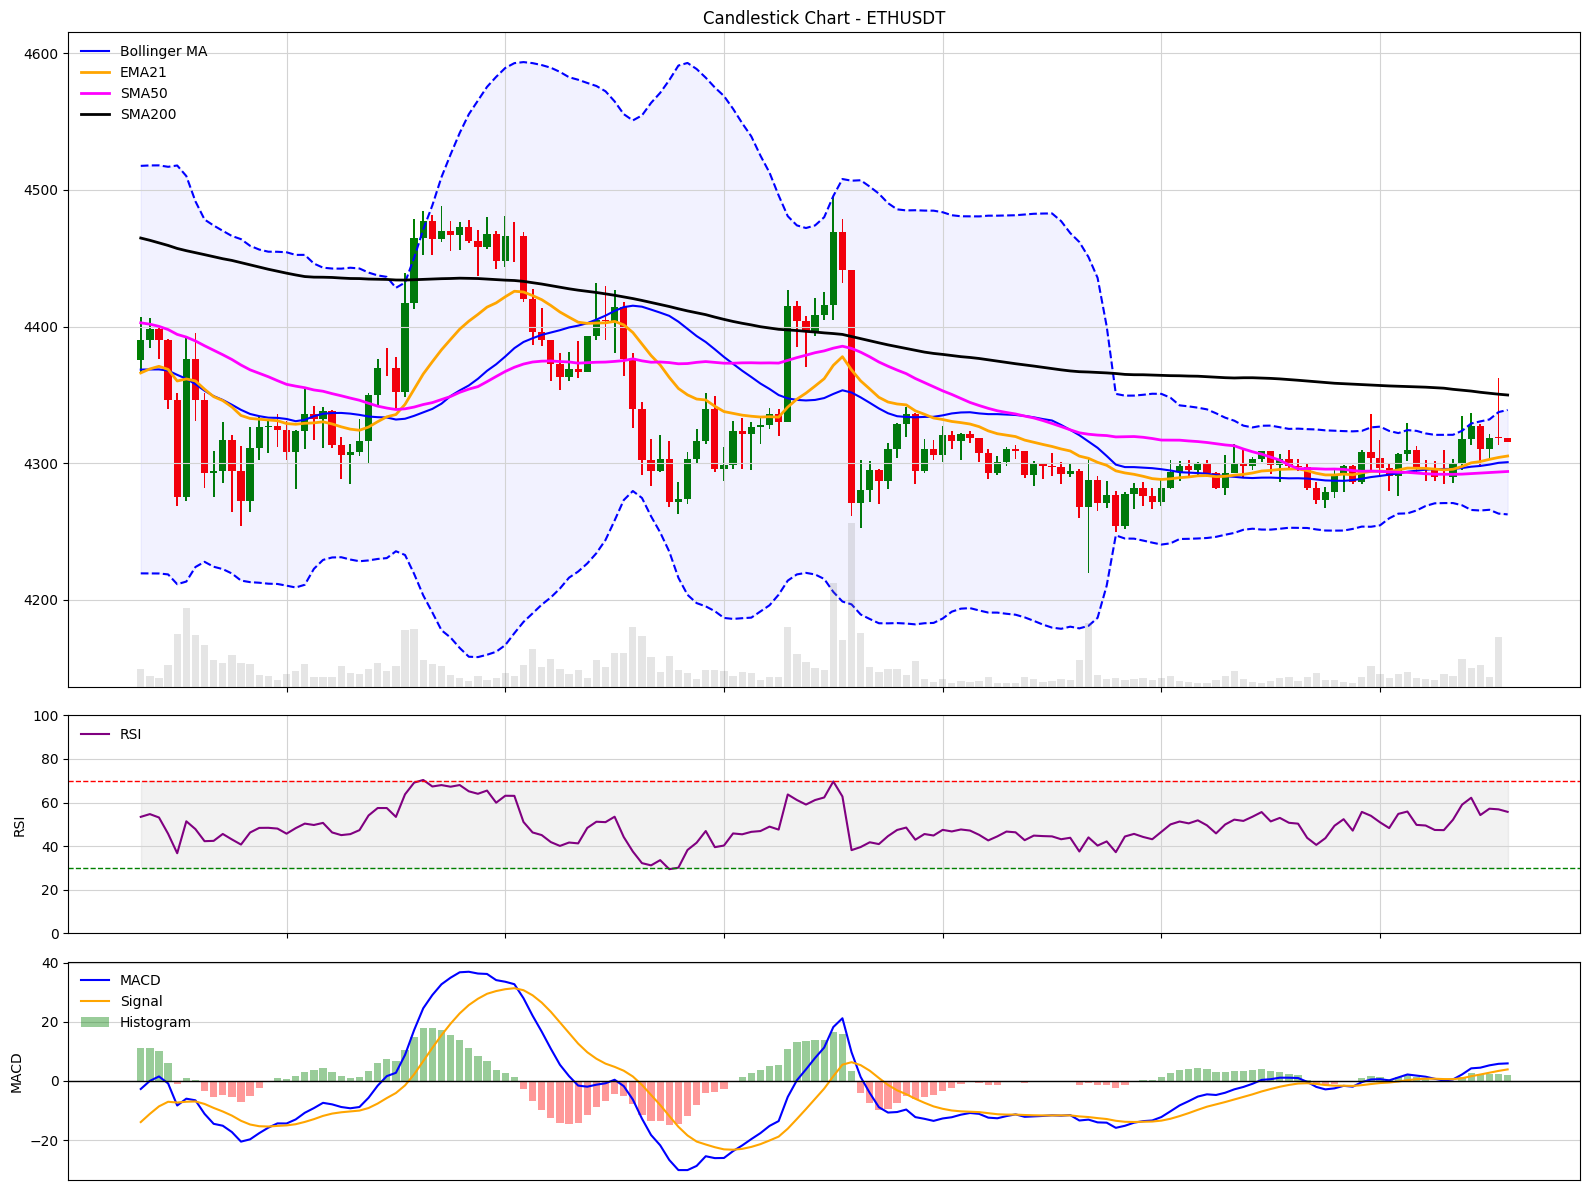 Candlestick Chart - ETHUSDT
Bollinger MA
EMA21
SMA50
SMA200
4600
4500
4400
4300
4200
RSI
100
80
60
40
20
0
RSI
MACD
Signal
Histogram
40
20
0
−20
MACD